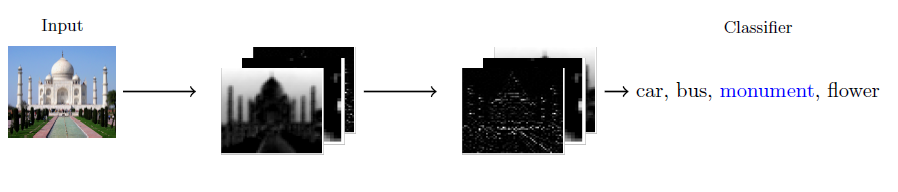 Input
Classifier
car, bus, monument, flower